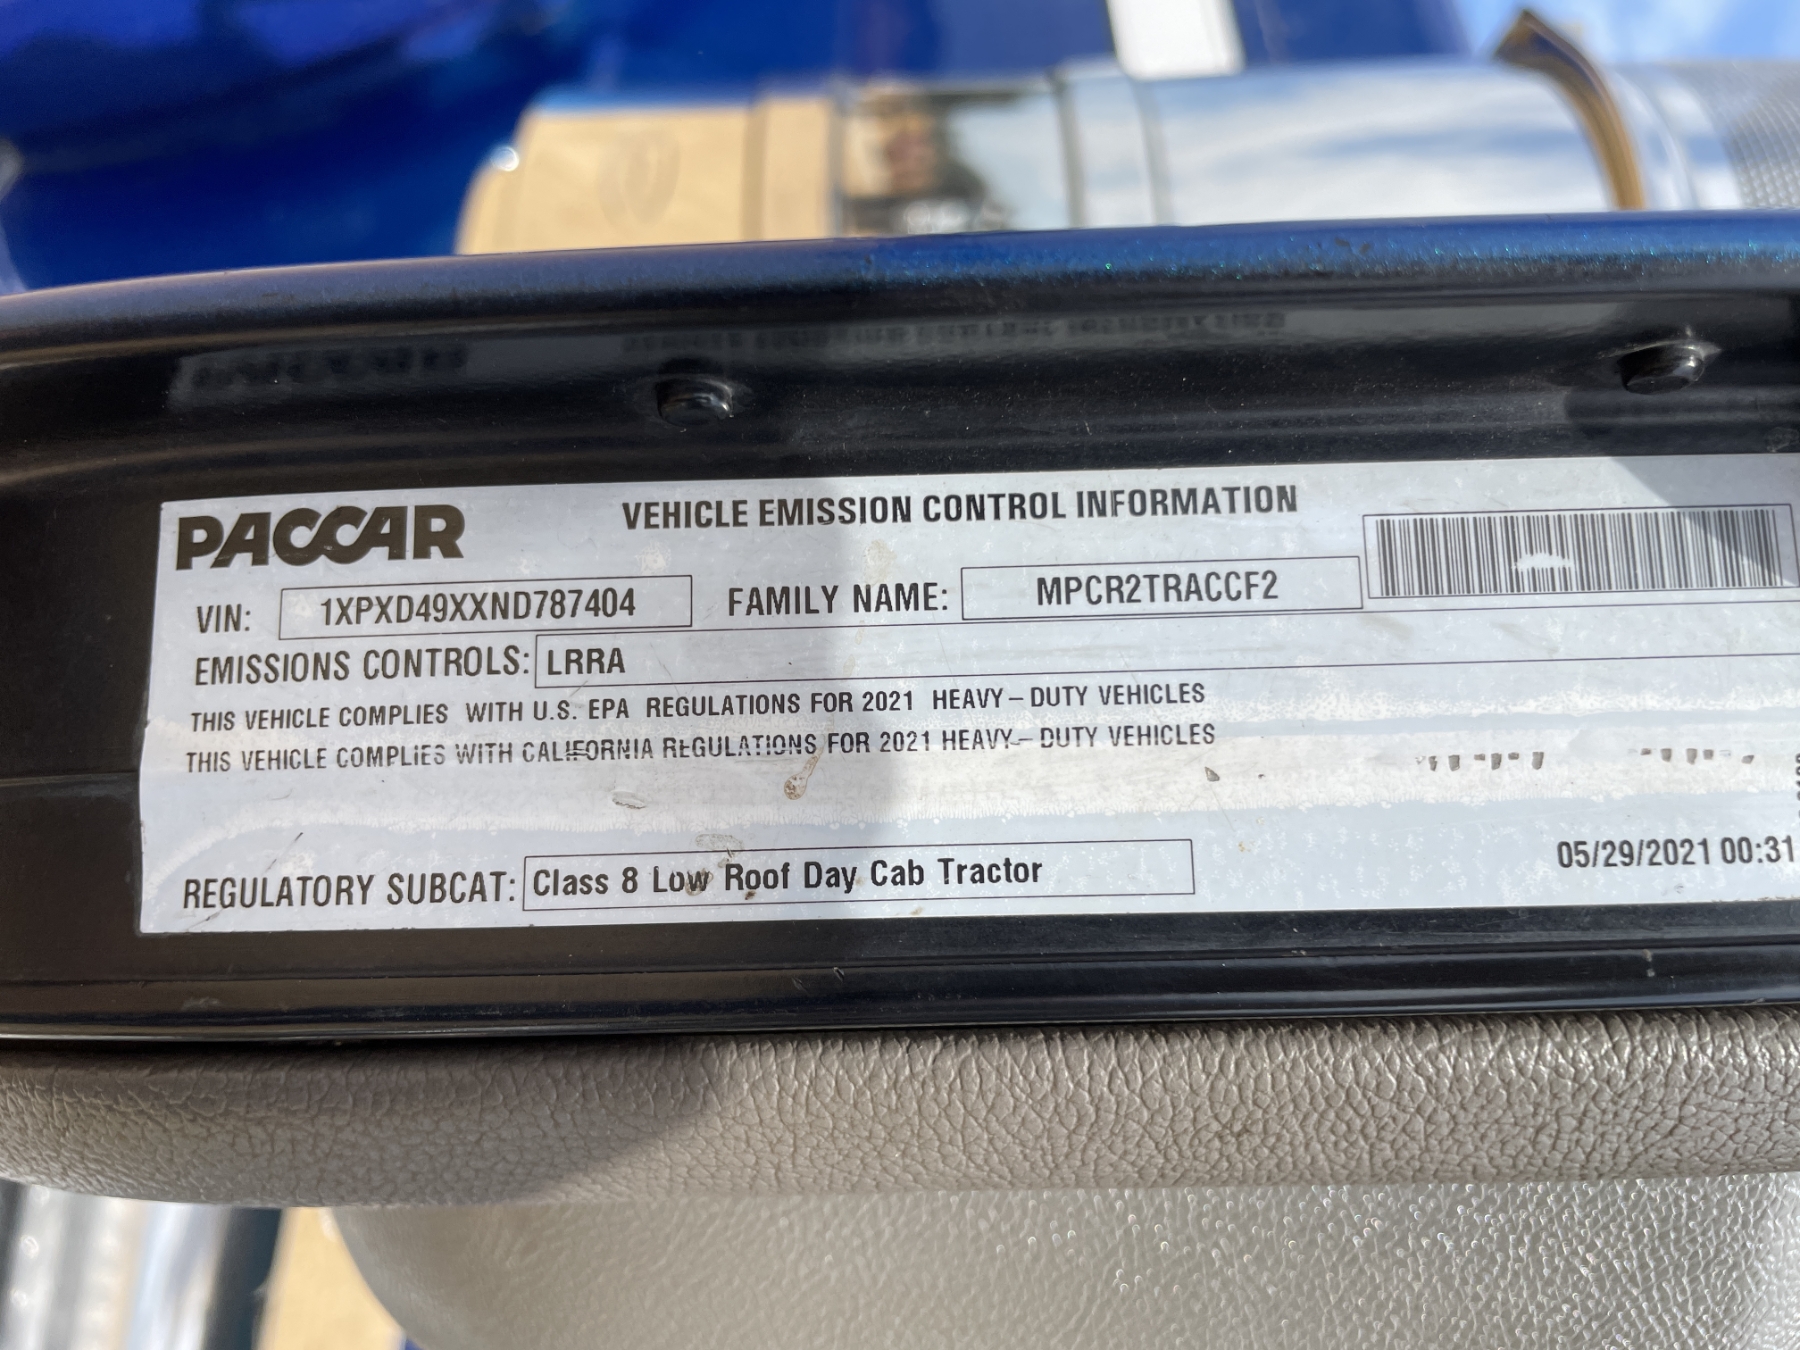 PACCAR VEHICLE EMISSION CONTROL INFORMATION
VIN: 1XPXD49XXND787404 FAMILY NAME: MPCR2TRACCF2
EMISSIONS CONTROLS: LRRA
THIS VEHICLE COMPLIES WITH U.S. EPA REGULATIONS FOR 2021 HEAVY-DUTY VEHICLES
THIS VEHICLE COMPLIES WITH CALIFORNIA REGULATIONS FOR 2021 HEAVY-DUTY VEHICLES
REGULATORY SUBCAT: Class 8 Low Roof Day Cab Tractor 05/29/2021 00:31